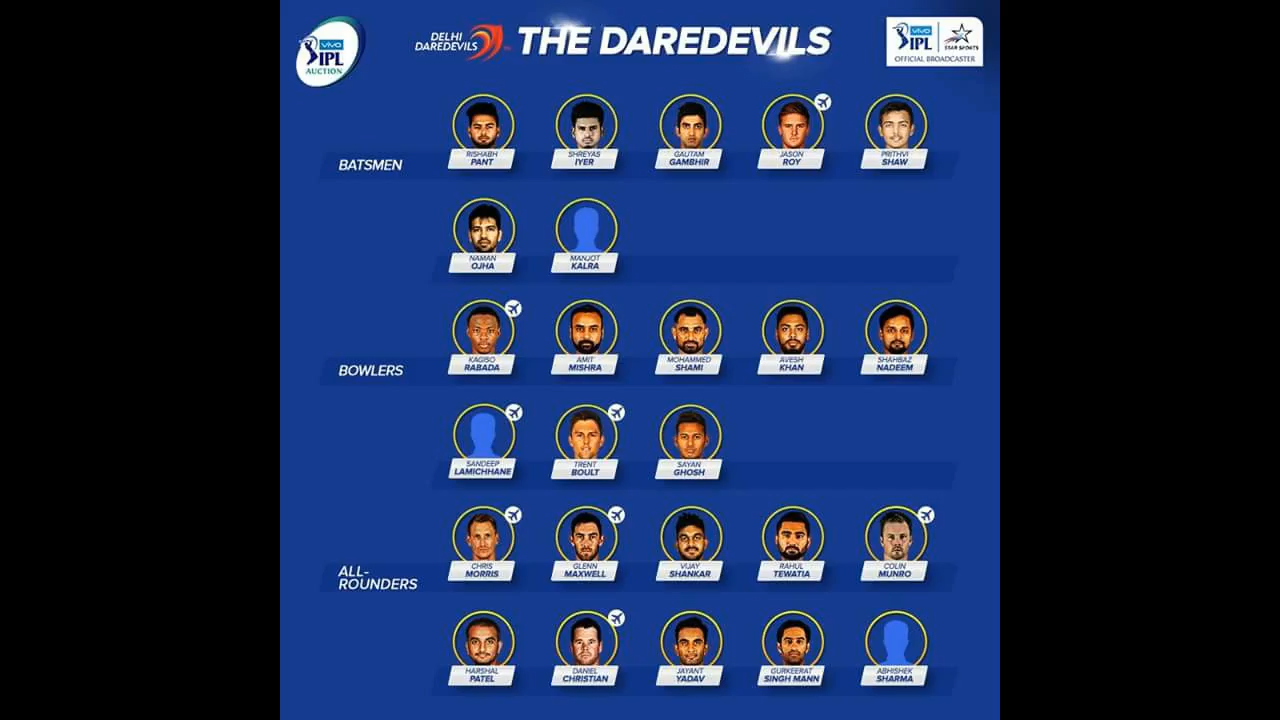 vivo
IPL
AUCTION
DELHI
DAREDEVILS
THE DAREDEVILS
vivo
IPL
STAR SPORTS
OFFICIAL BROADCASTER
BATSMEN
RISHABH
PANT
SHREYAS
IYER
GAUTAM
GAMBHIR
JASON
ROY
PRITHVI
SHAW
NAMAN
OJHA
MANJOT
KALRA
BOWLERS
KAGISO
RABADA
AMIT
MISHRA
MOHAMMED
SHAMI
AVESH
KHAN
SHAHBAZ
NADEEM
SANDEEP
LAMICHHANE
TRENT
BOULT
SAYAN
GHOSH
ALL-
ROUNDERS
CHRIS
MORRIS
GLENN
MAXWELL
VIJAY
SHANKAR
RAHUL
TEWATIA
COLIN
MUNRO
HARSHAL
PATEL
DANIEL
CHRISTIAN
JAYANT
YADAV
GURKEERAT
SINGH MANN
ABHISHEK
SHARMA